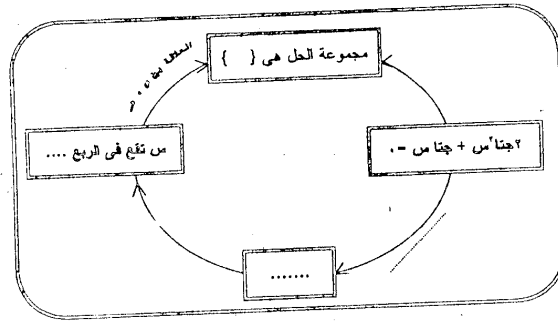 مجموعة الحل هى { }
٢جتا٢س + جتا س = ٠
س تقع فى الربع ....
.......